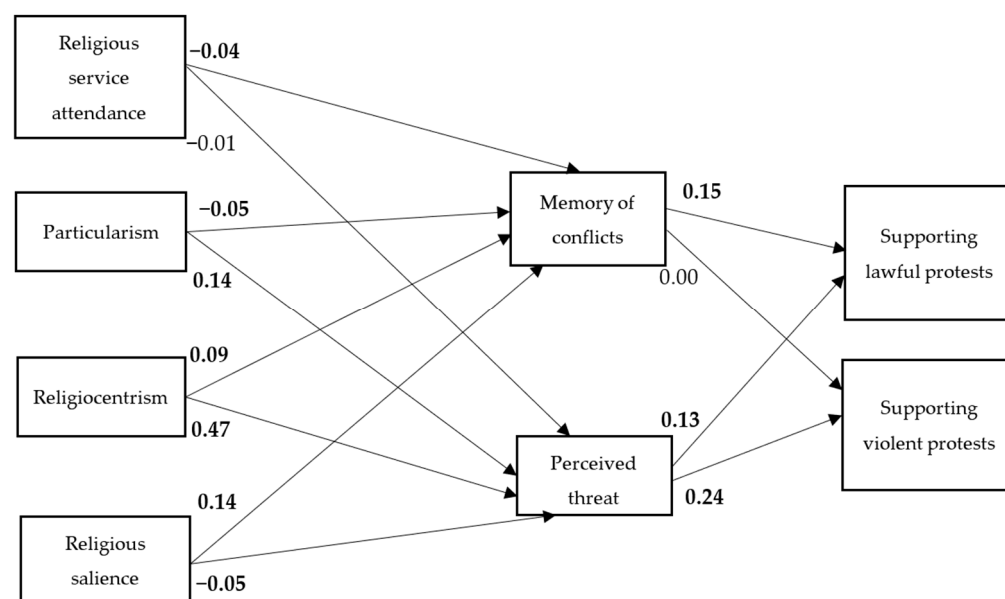 Religious
service
attendance
−0.04
−0.01
Particularism
−0.05
0.14
Religiocentrism
0.09
0.47
Religious
salience
0.14
−0.05
Memory of
conflicts
0.15
0.00
Perceived
threat
0.13
0.24
Supporting
lawful protests
Supporting
violent protests